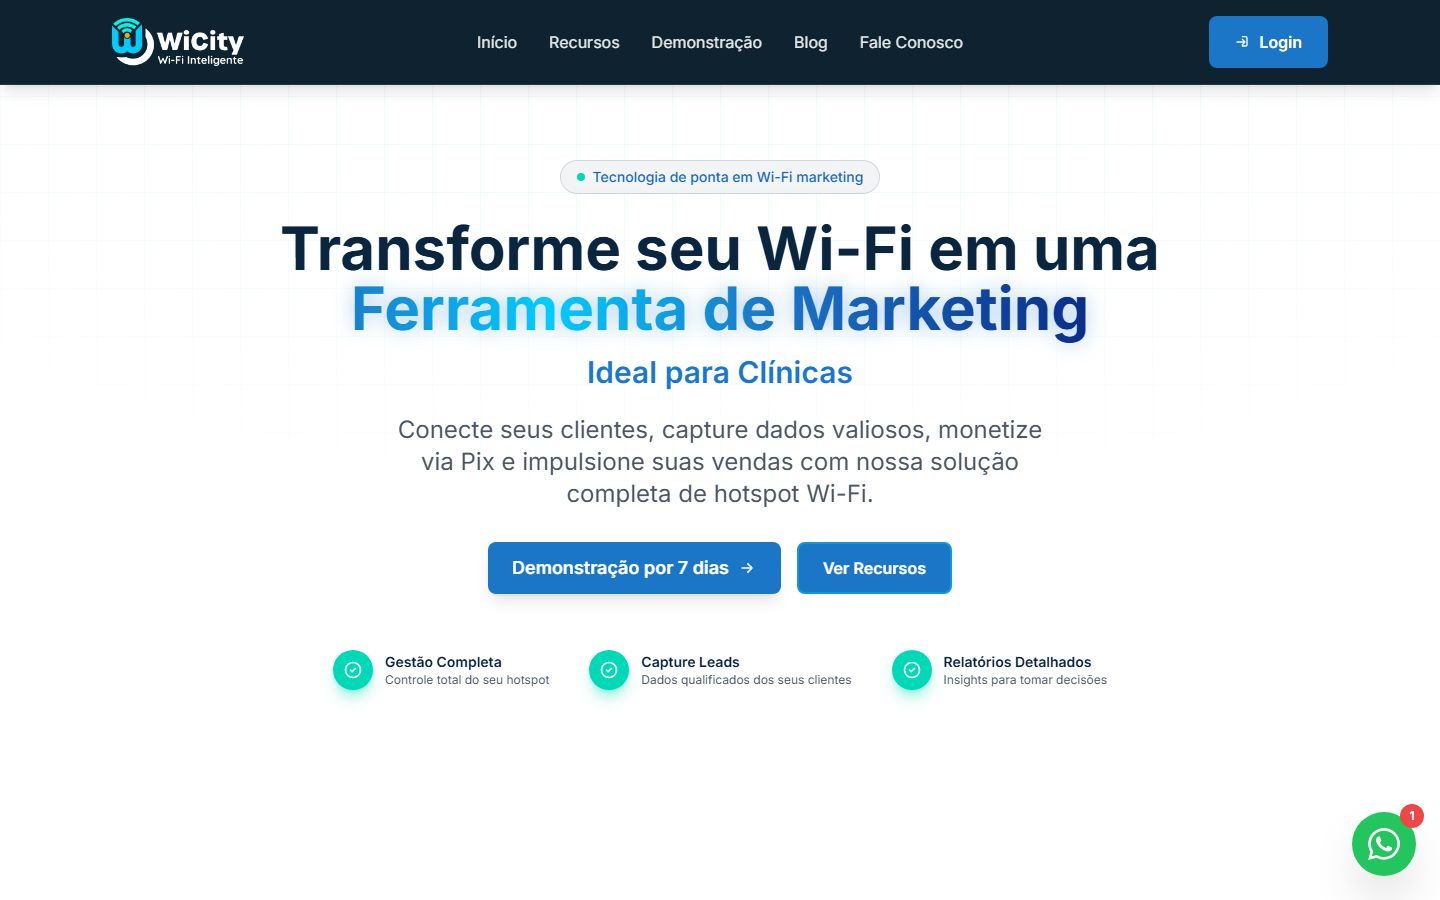 WiCity
Wi-Fi Inteligente
Início
Recursos
Demonstração
Blog
Fale Conosco
Login
Tecnologia de ponta em Wi-Fi marketing
Transforme seu Wi-Fi em uma
Ferramenta de Marketing
Ideal para Clínicas
Conecte seus clientes, capture dados valiosos, monetize
via Pix e impulsione suas vendas com nossa solução
completa de hotspot Wi-Fi.
Demonstração por 7 dias
Ver Recursos
Gestão Completa
Controle total do seu hotspot
Capture Leads
Dados qualificados dos seus clientes
Relatórios Detalhados
Insights para tomar decisões
1